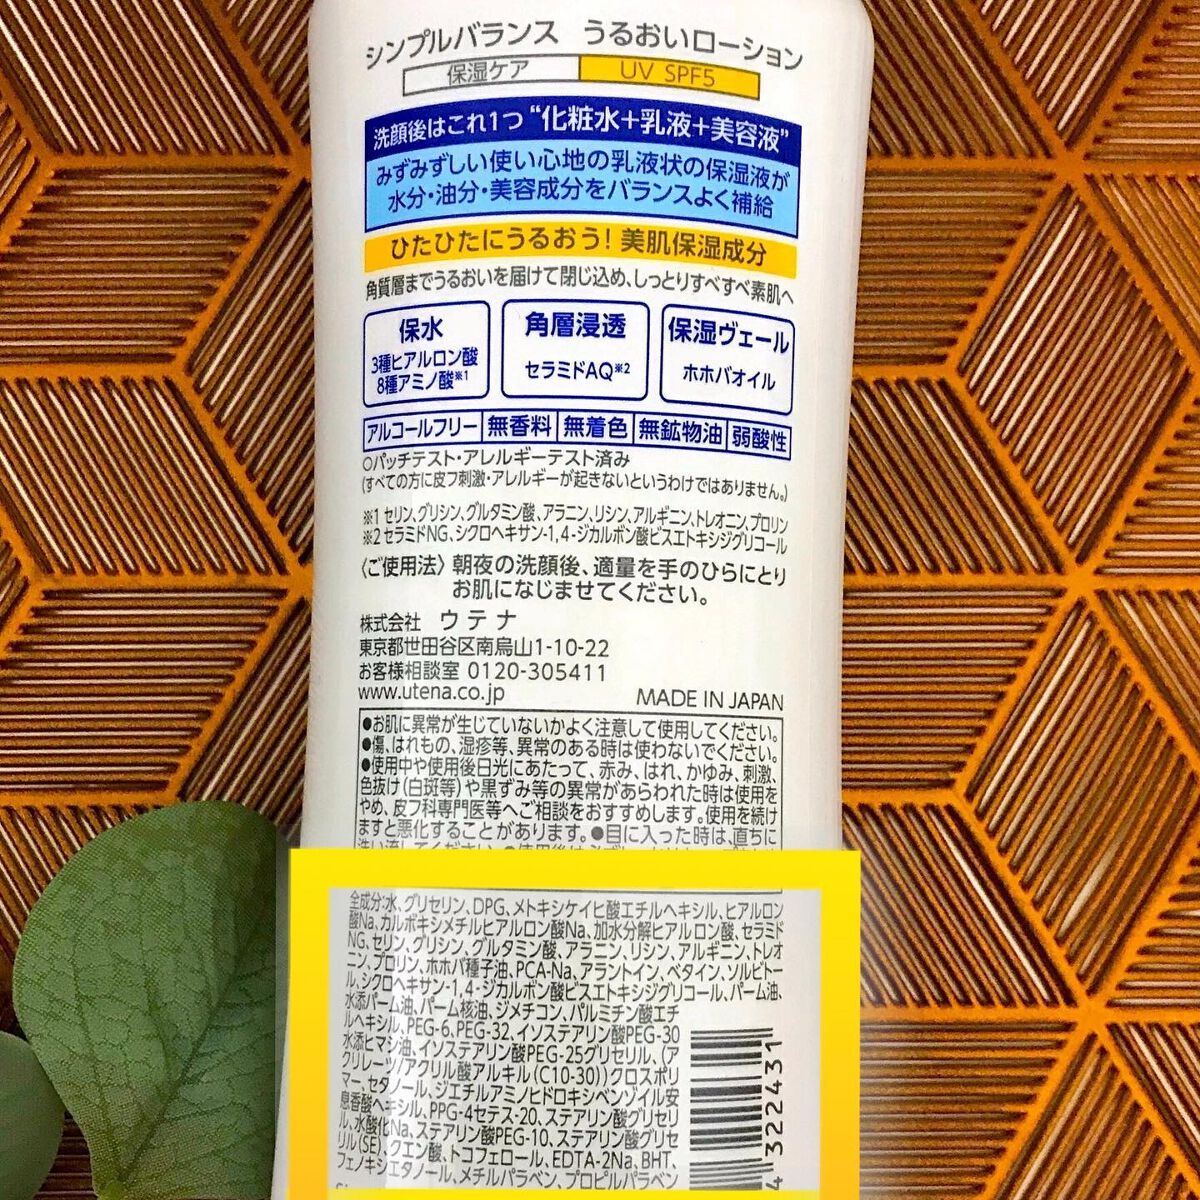 シンプルバランス うるおいローション
保湿ケア UV SPF5
洗顔後はこれ1つ “化粧水+乳液+美容液”
みずみずしい使い心地の乳液状の保湿液が
水分・油分・美容成分をバランスよく補給
ひたひたにうるおう! 美肌保湿成分
角質層までうるおいを届けて閉じ込め、しっとりすべすべ素肌へ
保水
3種ヒアルロン酸
8種アミノ酸※1
角層浸透
セラミドAQ※2
保湿ヴェール
ホホバオイル
アルコールフリー 無香料 無着色 無鉱物油 弱酸性
○パッチテスト・アレルギーテスト済み
(すべての方に皮フ刺激・アレルギーが起きないというわけではありません。)
※1 セリン、グリシン、グルタミン酸、アラニン、リシン、アルギニン、トレオニン、プロリン
※2 セラミドNG、シクロヘキサン-1,4-ジカルボン酸ビスエトキシジグリコール
〈ご使用法〉朝夜の洗顔後、適量を手のひらにとり
お肌になじませてください。
株式会社 ウテナ
東京都世田谷区南烏山1-10-22
お客様相談室 0120-305411
www.utena.co.jp MADE IN JAPAN
●お肌に異常が生じていないかよく注意して使用してください。
●傷、はれもの、湿疹等、異常のある時は使わないでください。
●使用中や使用後日光にあたって、赤み、はれ、かゆみ、刺激、
色抜け(白斑等)や黒ずみ等の異常があらわれた時は使用を
やめ、皮フ科専門医等へご相談をおすすめします。使用を続け
ますと悪化することがあります。●目に入った時は、直ちに
全成分:水、グリセリン、DPG、メトキシケイヒ酸エチルヘキシル、ヒアルロン
酸Na、カルボキシメチルヒアルロン酸Na、加水分解ヒアルロン酸、セラミド
NG、セリン、グリシン、グルタミン酸、アラニン、リシン、アルギニン、トレオ
ニン、プロリン、ホホバ種子油、PCA-Na、アラントイン、ベタイン、ソルビトー
ル、シクロヘキサン-1,4-ジカルボン酸ビスエトキシジグリコール、パーム油、
水添パーム油、パーム核油、ジメチコン、パルミチン酸エチ
ルヘキシル、PEG-6、PEG-32、イソステアリン酸PEG-30
水添ヒマシ油、イソステアリン酸PEG-25グリセリル、(ア
クリレーツ/アクリル酸アルキル(C10-30))クロスポリ
マー、セタノール、ジエチルアミノヒドロキシベンゾイル安
息香酸ヘキシル、PPG-4セテス-20、ステアリン酸グリセリ
ル、水酸化Na、ステアリン酸PEG-10、ステアリン酸グリセ
リル(SE)、クエン酸、トコフェロール、EDTA-2Na、BHT、
フェノキシエタノール、メチルパラベン、プロピルパラベン
4 322431